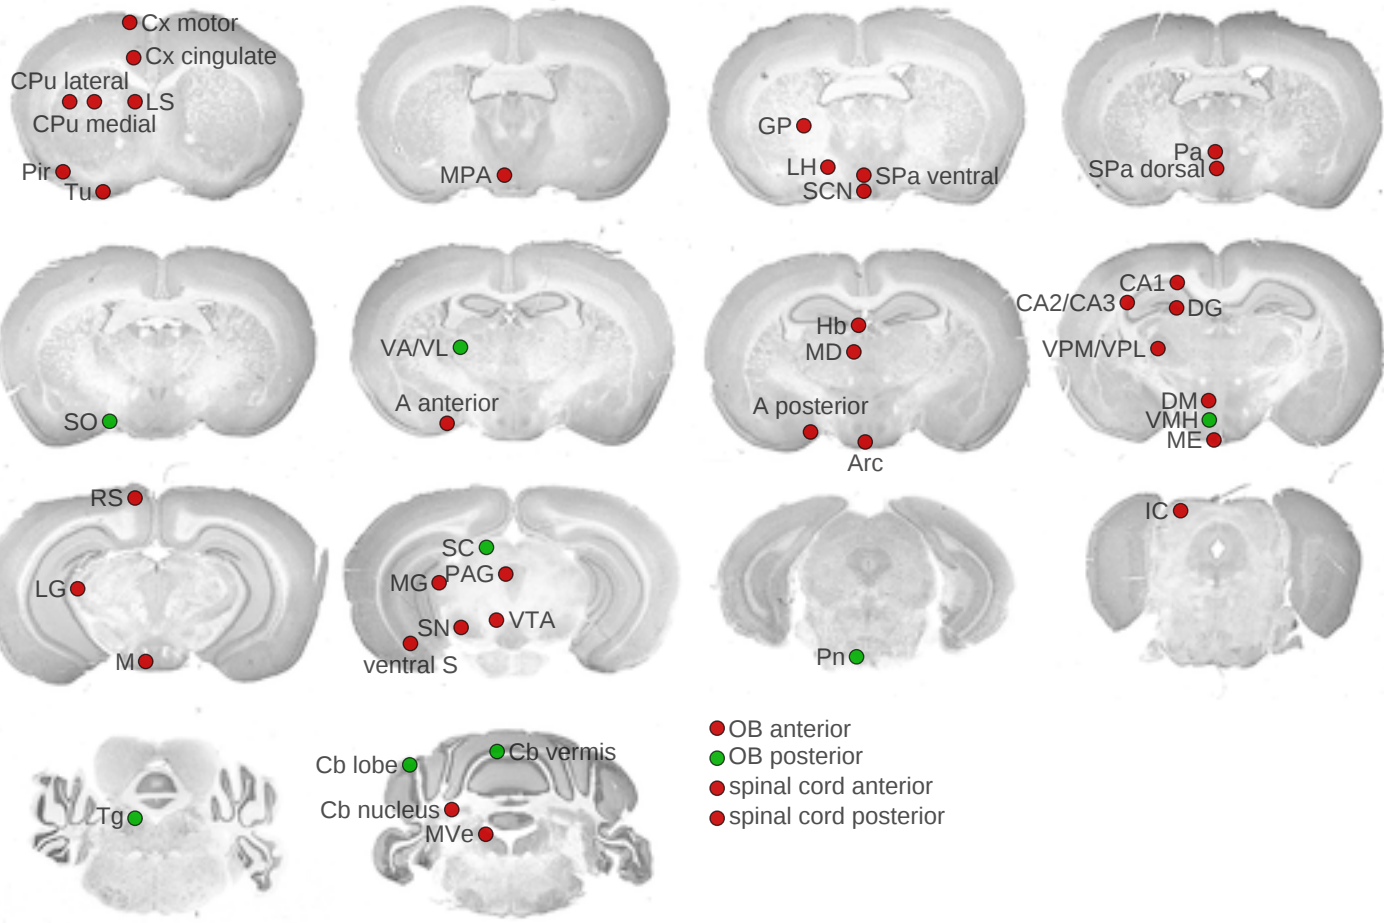 Cx motor
Cx cingulate
CPu lateral
LS
CPu medial
Pir
Tu
MPA
GP
LH
SPa ventral
SCN
Pa
SPa dorsal
SO
VA/VL
A anterior
Hb
MD
A posterior
Arc
CA1
CA2/CA3
DG
VPM/VPL
DM
VMH
ME
RS
LG
M
SC
MG
PAG
SN
VTA
ventral S
Pn
IC
Tg
Cb lobe
Cb vermis
Cb nucleus
MVe
OB anterior
OB posterior
spinal cord anterior
spinal cord posterior